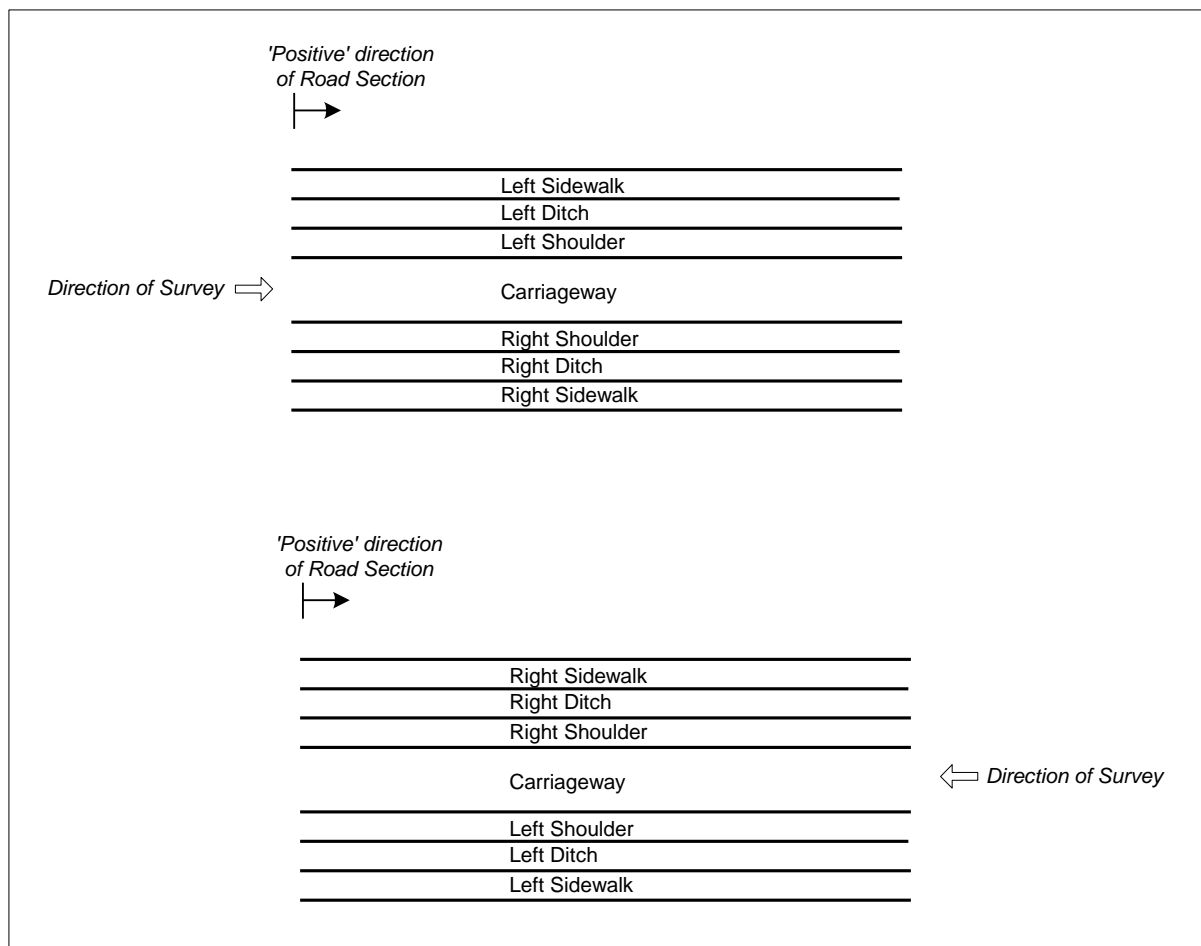 'Positive' direction
of Road Section
Left Sidewalk
Left Ditch
Left Shoulder
Direction of Survey
Carriageway
Right Shoulder
Right Ditch
Right Sidewalk
'Positive' direction
of Road Section
Right Sidewalk
Right Ditch
Right Shoulder
Carriageway
Direction of Survey
Left Shoulder
Left Ditch
Left Sidewalk